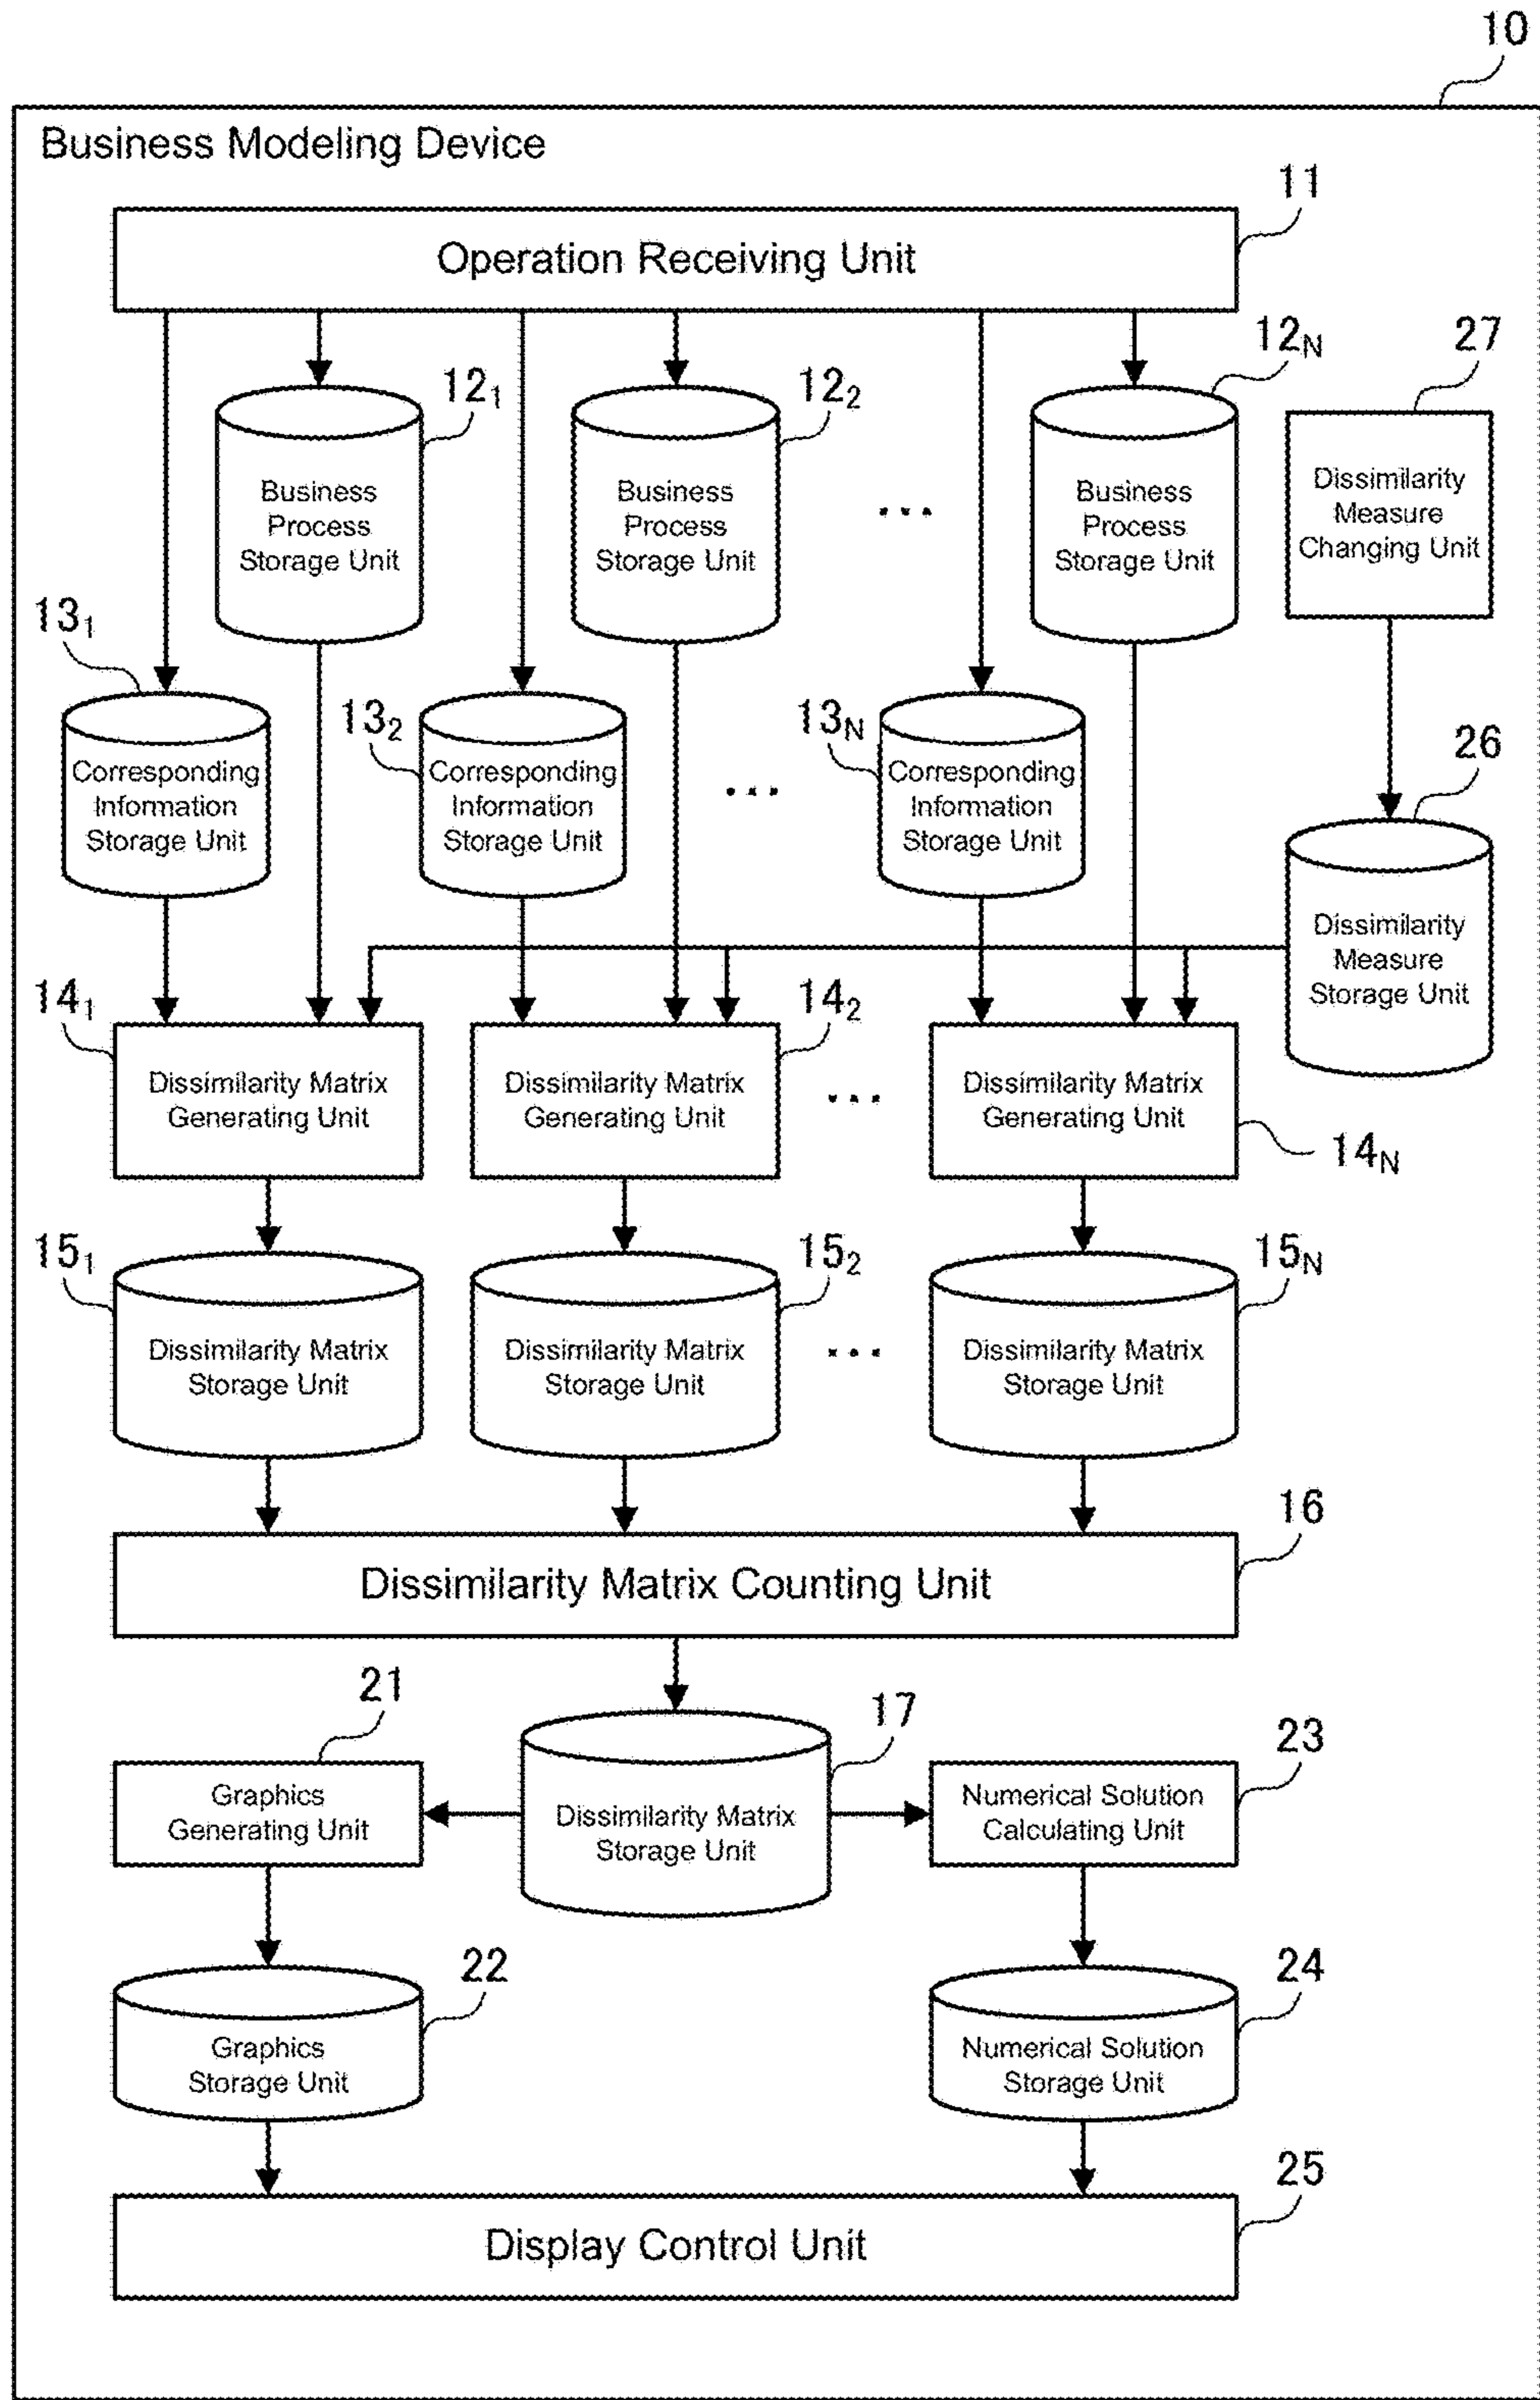 10
Business Modeling Device
11
Operation Receiving Unit
12₁
12₂
12N
27
Business
Process
Storage Unit
Business
Process
Storage Unit
...
Business
Process
Storage Unit
Dissimilarity
Measure
Changing Unit
13₁
13₂
13N
26
Corresponding
Information
Storage Unit
Corresponding
Information
Storage Unit
...
Corresponding
Information
Storage Unit
Dissimilarity
Measure
Storage Unit
14₁
14₂
14N
Dissimilarity Matrix
Generating Unit
Dissimilarity Matrix
Generating Unit
...
Dissimilarity Matrix
Generating Unit
15₁
15₂
15N
Dissimilarity Matrix
Storage Unit
Dissimilarity Matrix
Storage Unit
...
Dissimilarity Matrix
Storage Unit
16
Dissimilarity Matrix Counting Unit
21
17
23
Graphics
Generating Unit
Dissimilarity Matrix
Storage Unit
Numerical Solution
Calculating Unit
22
24
Graphics
Storage Unit
Numerical Solution
Storage Unit
25
Display Control Unit